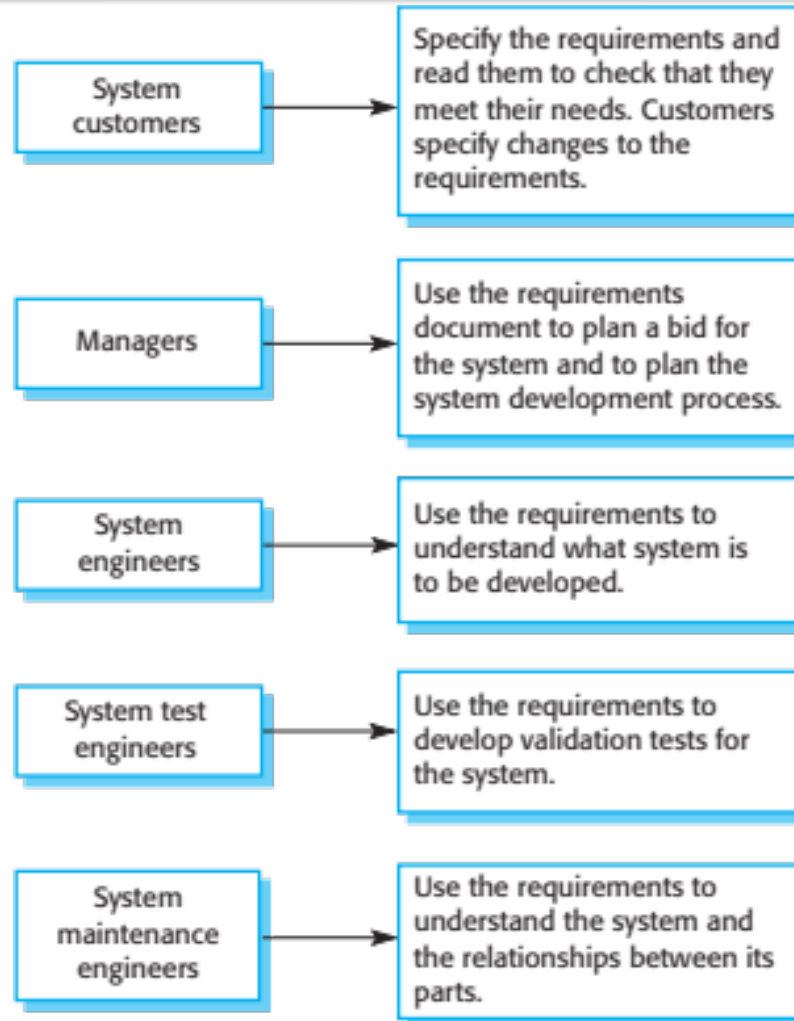 System
customers
Specify the requirements and
read them to check that they
meet their needs. Customers
specify changes to the
requirements.
Managers
Use the requirements
document to plan a bid for
the system and to plan the
system development process.
System
engineers
Use the requirements to
understand what system is
to be developed.
System test
engineers
Use the requirements to
develop validation tests for
the system.
System
maintenance
engineers
Use the requirements to
understand the system and
the relationships between its
parts.